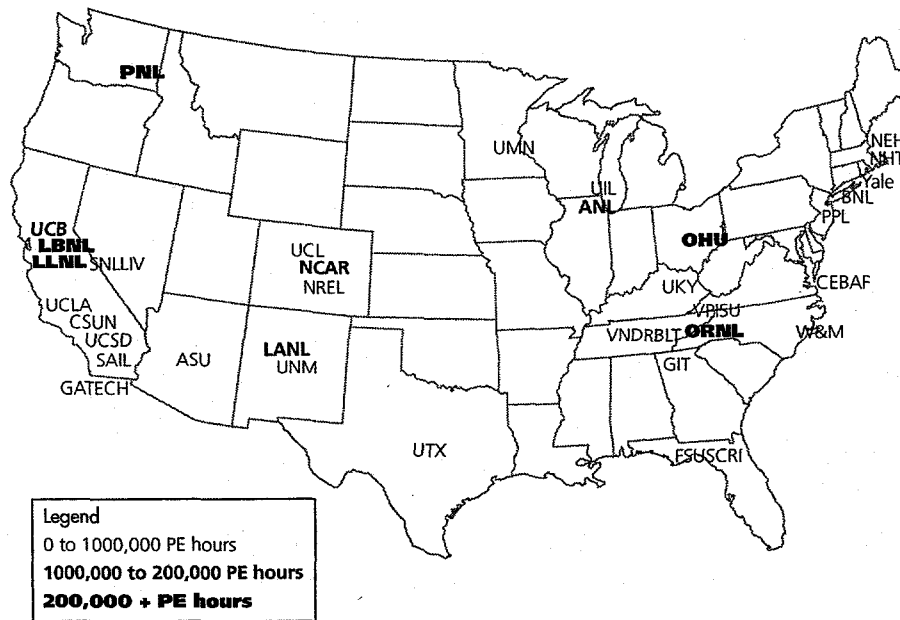 PNL
UMN
NEH
NHT
Yale
BNL
PPL
UIL
ANL
OHU
UCB
LBNL
LLNL
SNLLIV
UCL
NCAR
NREL
UKY
CEBAF
VPISU
UCLA
CSUN
UCSD
SAIL
GATECH
ASU
LANL
UNM
VNDRBLT
ORNL
W&M
GIT
UTX
FSUSCRI
Legend
0 to 1000,000 PE hours
1000,000 to 200,000 PE hours
200,000 + PE hours